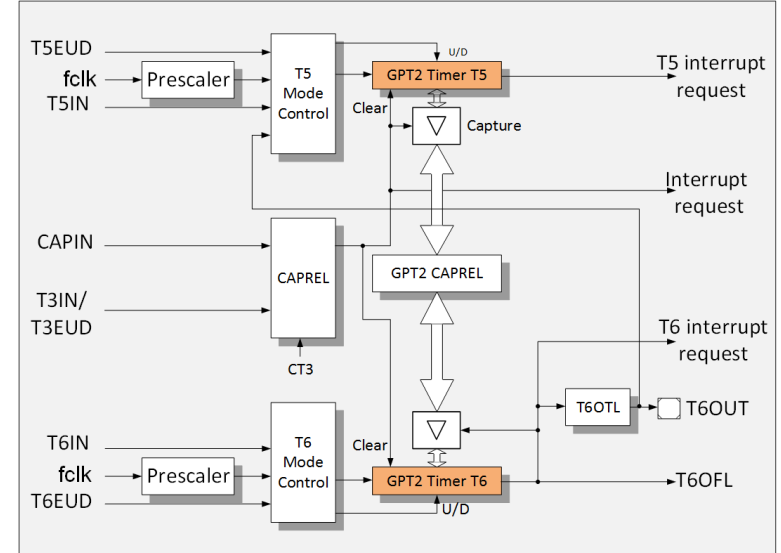 T5EUD
fclk
T5IN
Prescaler
T5
Mode
Control
U/D
GPT2 Timer T5
Clear
Capture
T5 interrupt
request
Interrupt
request
CAPIN
T3IN/
T3EUD
CAPREL
CT3
GPT2 CAPREL
T6 interrupt
request
T6OTL
T6OUT
T6IN
fclk
T6EUD
Prescaler
T6
Mode
Control
Clear
GPT2 Timer T6
U/D
T6OFL